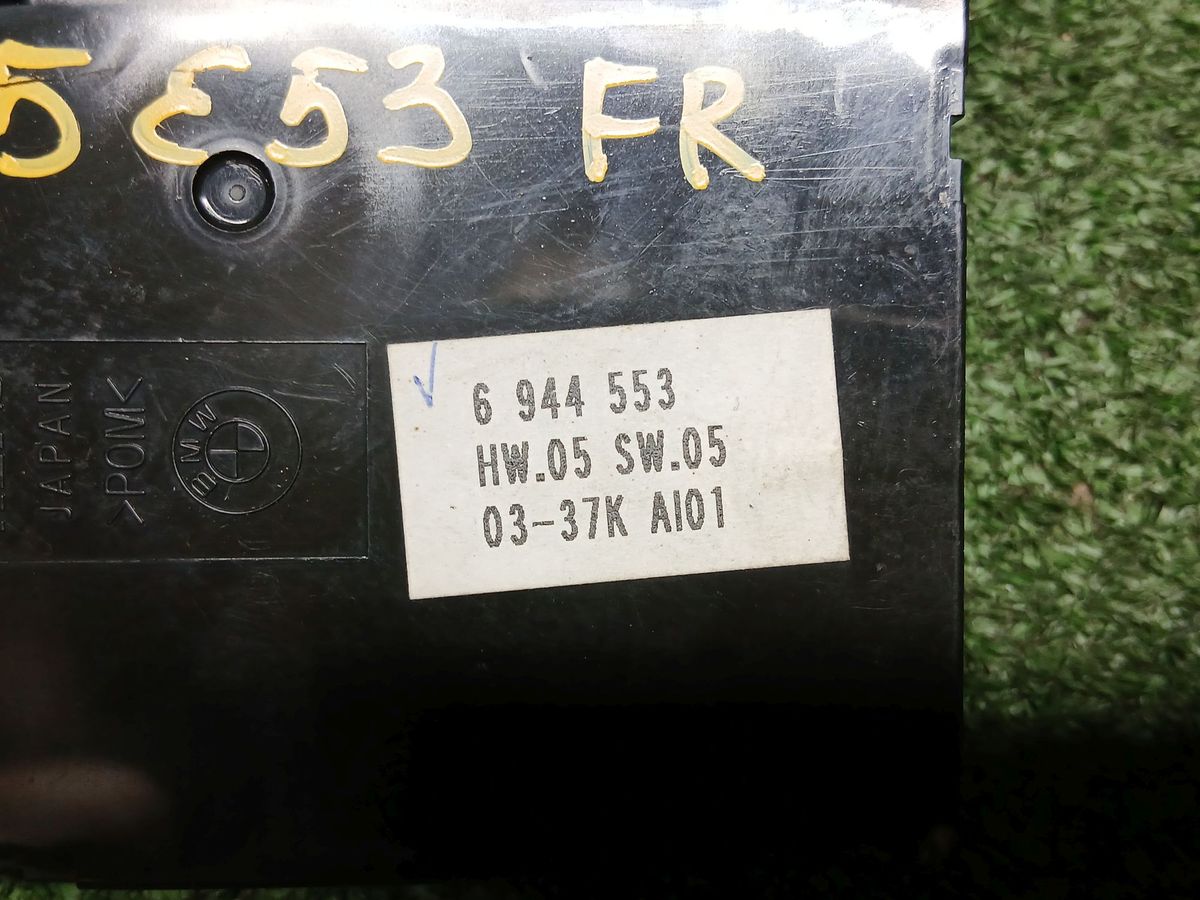 5 E53 FR
6 944 553
HW.05 SW.05
03-37K AI01
JAPAN
>POM<
BMW